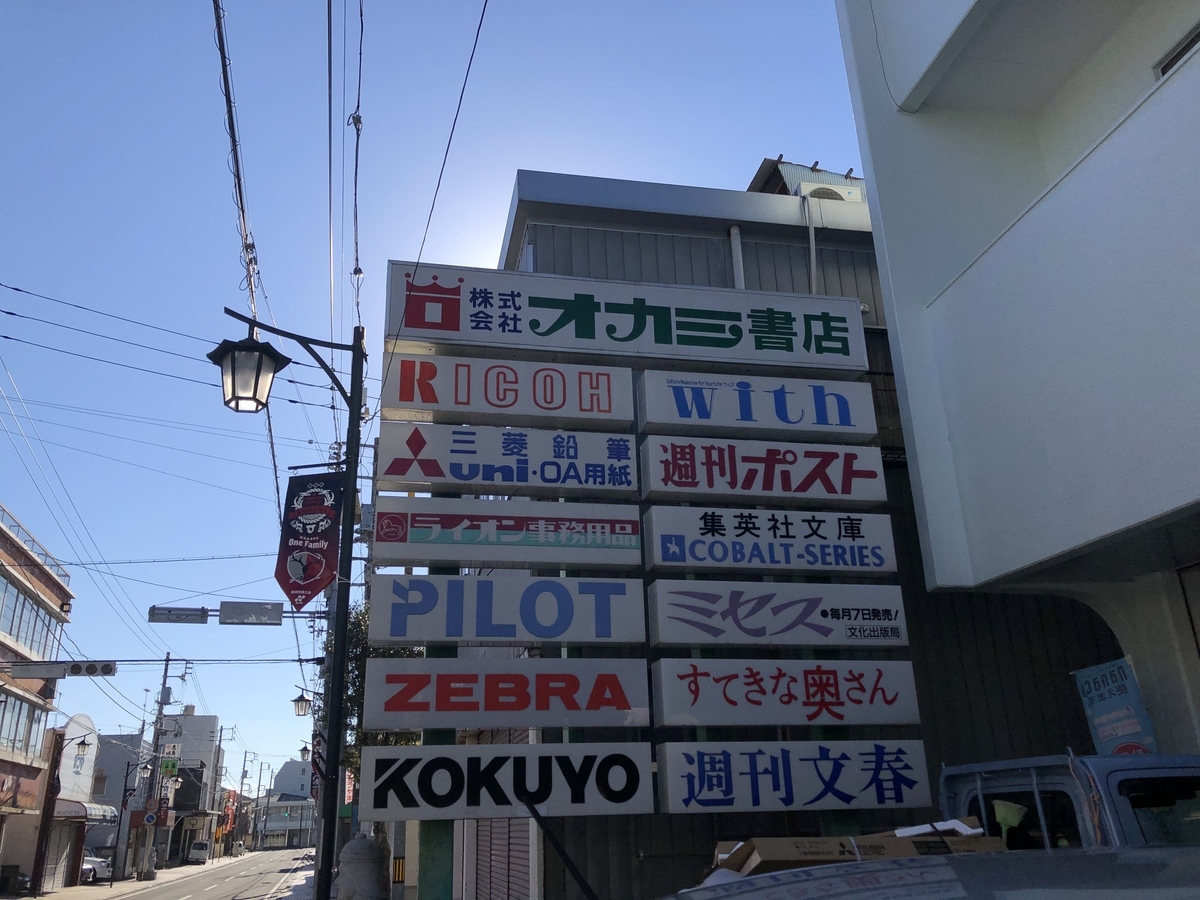 株式会社 オカミ書店
RICOH
with
三菱鉛筆
uni・OA用紙
週刊ポスト
ライオン事務用品
集英社文庫
COBALT-SERIES
PILOT
ミセス ●毎月7日発売!
文化出版局
ZEBRA
すてきな奥さん
KOKUYO
週刊文春
One Family
nanaco